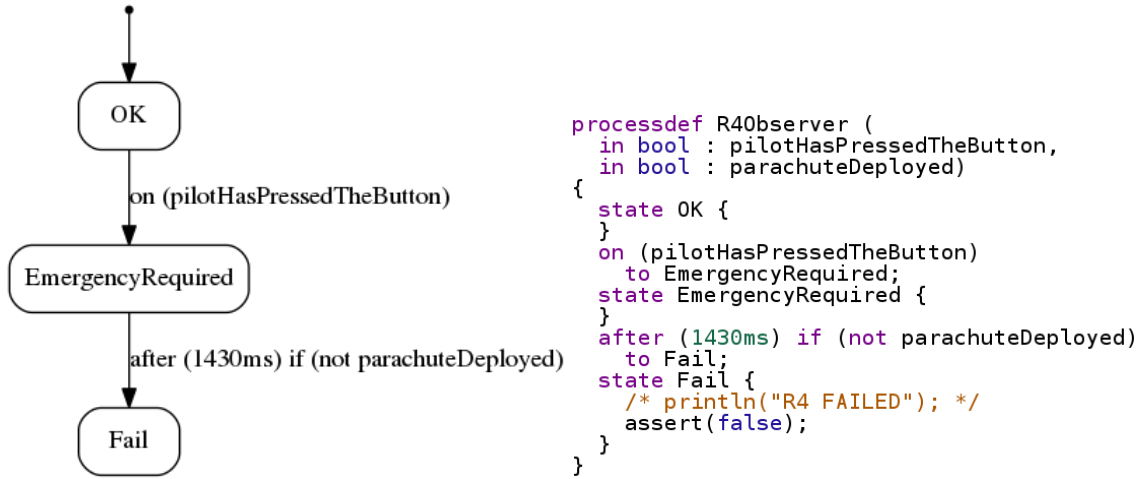 OK
on (pilotHasPressedTheButton)
EmergencyRequired
after (1430ms) if (not parachuteDeployed)
Fail
processdef R4Observer (
  in bool : pilotHasPressedTheButton,
  in bool : parachuteDeployed)
{
  state OK {
  }
  on (pilotHasPressedTheButton)
    to EmergencyRequired;
  state EmergencyRequired {
  }
  after (1430ms) if (not parachuteDeployed)
    to Fail;
  state Fail {
    /* println("R4 FAILED"); */
    assert(false);
  }
}